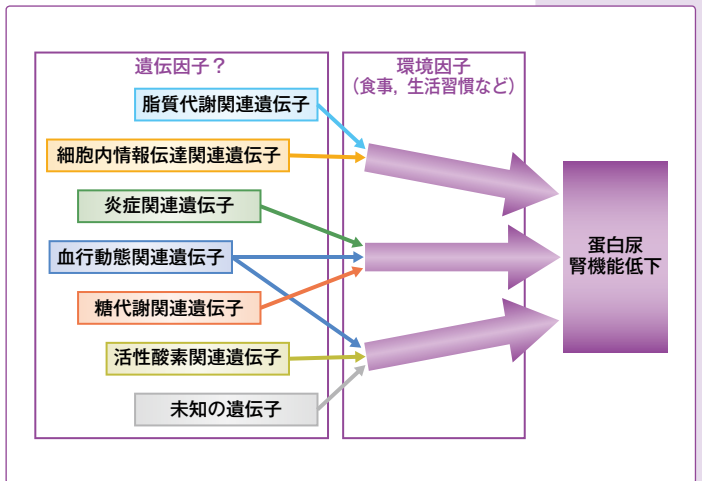 遺伝因子？
脂質代謝関連遺伝子
細胞内情報伝達関連遺伝子
炎症関連遺伝子
血行動態関連遺伝子
糖代謝関連遺伝子
活性酸素関連遺伝子
未知の遺伝子
環境因子
（食事，生活習慣など）
蛋白尿
腎機能低下